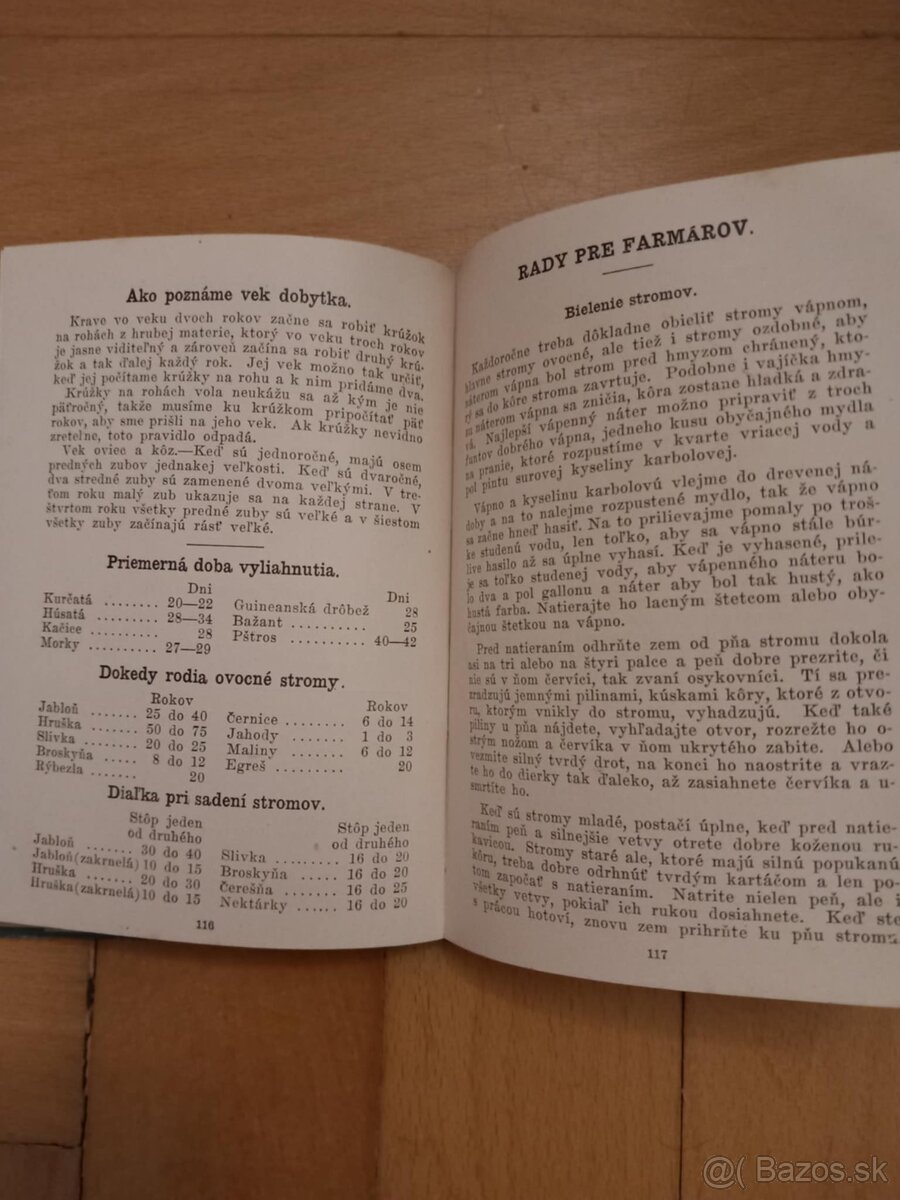 Ako poznáme vek dobytka.
Krave vo veku dvoch rokov začne sa robiť krúžok
na rohách z hrubej materie, ktorý vo veku troch rokov
je jasne viditeľný a zároveň začína sa robiť druhý krú-
žok a tak ďalej každý rok. Jej vek možno tak určiť,
keď jej počítame krúžky na rohu a k nim pridáme dva.
Krúžky na rohách vola neukážu sa až kým je nie
päťročný, takže musíme ku krúžkom pripočítať päť
rokov, aby sme prišli na jeho vek. Ak krúžky nevidno
zretelne, toto pravidlo odpadá.
Vek oviec a kôz.—Keď sú jednoročné, majú osem
predných zubov jednakej veľkosti. Keď sú dvaročné,
dva stredné zuby sú zamenené dvoma veľkými. V tre-
ťom roku malý zub ukazuje sa na každej strane. V
štvrtom roku všetky predné zuby sú veľké a v šiestom
všetky zuby začínajú rásť veľké.
Priemerná doba vyliahnutia.
Dni
Kurčatá ........ 20—22
Húsatá ......... 28—34
Kačice ............ 28
Morky .......... 27—29
Dni
Guineanská drôbež 28
Bažant ........... 25
Pštros ........ 40—42
Dokedy rodia ovocné stromy.
Rokov
Jabloň ....... 25 do 40
Hruška ....... 50 do 75
Slivka ....... 20 do 25
Broskyňa ...... 8 do 12
Rýbezla ............ 20
Rokov
Černice ......... 6 do 14
Jahody .......... 1 do 3
Maliny .......... 6 do 12
Egreš .............. 20
Diaľka pri sadení stromov.
Stôp jeden
od druhého
Jabloň ....... 30 do 40
Jabloň(zakrnelá) 10 do 15
Hruška ....... 20 do 30
Hruška(zakrnelá)10 do 15
Stôp jeden
od druhého
Slivka ........ 16 do 20
Broskyňa ...... 16 do 20
Čerešňa ....... 16 do 25
Nektárky ...... 16 do 20
116
RADY PRE FARMÁROV.
Bielenie stromov.
Každoročne treba dôkladne obieliť stromy vápnom,
hlavne stromy ovocné, ale tiež i stromy ozdobné, aby
náterom vápna bol strom pred hmyzom chránený, kto-
rý sa do kôre stroma zavrtuje. Podobne i vajíčka hmy-
zu náterom vápna sa zničia, kôra zostane hladká a zdra-
vá. Najlepší vápenný náter možno pripraviť z troch
funtov dobrého vápna, jedneho kusu obyčajného mydla
na pranie, ktoré rozpustíme v kvarte vriacej vody a
pol pintu surovej kyseliny karbolovej.
Vápno a kyselinu karbolovú vlejme do drevenej ná-
doby a na to nalejme rozpustené mydlo, tak že vápno
sa začne hneď hasiť. Na to prilievajme pomaly po troš-
ke studenú vodu, len toľko, aby sa vápno stále búr-
live hasilo až sa úplne vyhasí. Keď je vyhasené, prile-
je sa toľko studenej vody, aby vápenného náteru bo-
lo dva a pol gallonu a náter aby bol tak hustý, ako
hustá farba. Natierajte ho lacným štetcom alebo oby-
čajnou štetkou na vápno.
Pred natieraním odhŕňte zem od pňa stromu dokola
asi na tri alebo na štyri palce a peň dobre prezrite, či
nie sú v ňom červíci, tak zvaní osykovníci. Tí sa pre-
zradzujú jemnými pilinami, kúskami kôry, ktoré z otvo-
ru, ktorým vnikly do stromu, vyhadzujú. Keď také
piliny u pňa nájdete, vyhľadajte otvor, rozrežte ho o-
strým nožom a červíka v ňom ukrytého zabite. Alebo
vezmite silný tvrdý drot, na konci ho naostrite a vraz-
te ho do dierky tak ďaleko, až zasiahnete červíka a u-
smrtíte ho.
Keď sú stromy mladé, postačí úplne, keď pred natie-
raním peň a silnejšie vetvy otrete dobre koženou ru-
kavicou. Stromy staré ale, ktoré majú silnú popukanú
kôru, treba dobre odrhnúť tvrdým kartáčom a len po-
tom započať s natieraním. Natrite nielen peň, ale i
všetky vetvy, pokiaľ ich rukou dosiahnete. Keď ste
s prácou hotoví, znovu zem prihrňte ku pňu stroma
117
@( Bazos.sk